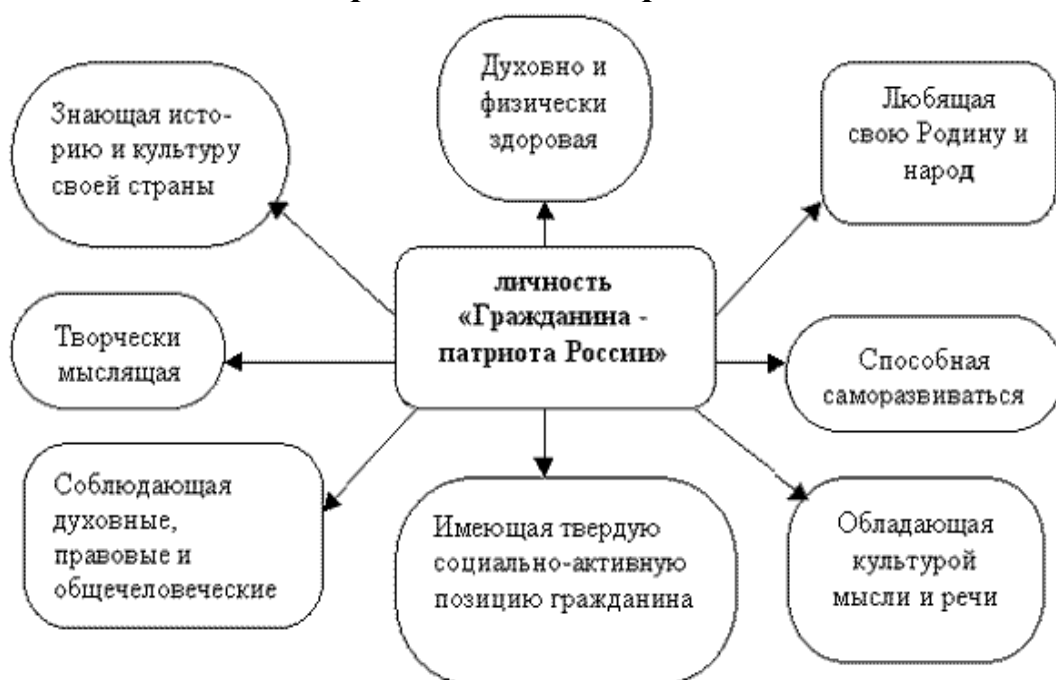 Духовно и
физически
здоровая
Знающая исто-
рию и культуру
своей страны
Любящая
свою Родину и
народ
личность
«Гражданина -
патриота России»
Творчески
мыслящая
Способная
саморазвиваться
Соблюдающая
духовные,
правовые и
общечеловеческие
Имеющая твердую
социально-активную
позицию гражданина
Обладающая
культурой
мысли и речи